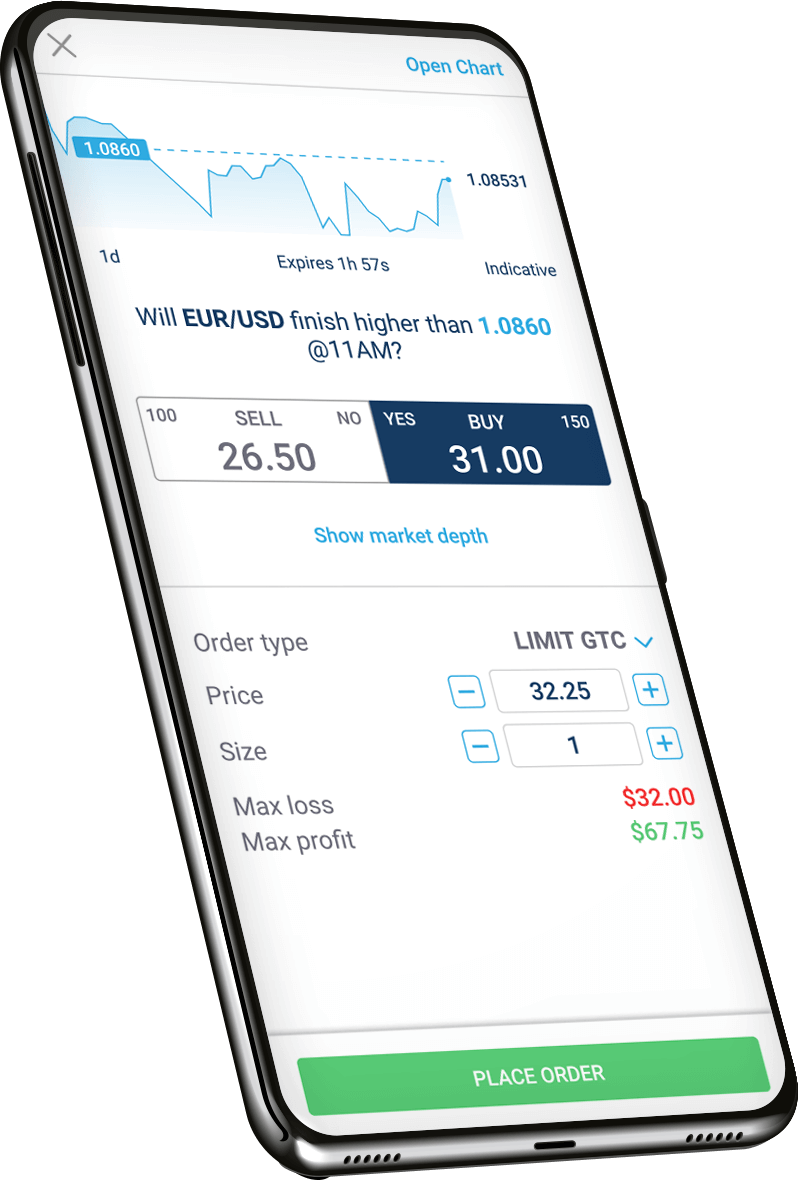 Open Chart
1.0860
1.08531
1d
Expires 1h 57s
Indicative
Will EUR/USD finish higher than 1.0860
@11AM?
100 SELL NO YES BUY 150
26.50 31.00
Show market depth
Order type LIMIT GTC
Price 32.25
Size 1
Max loss $32.00
Max profit $67.75
PLACE ORDER